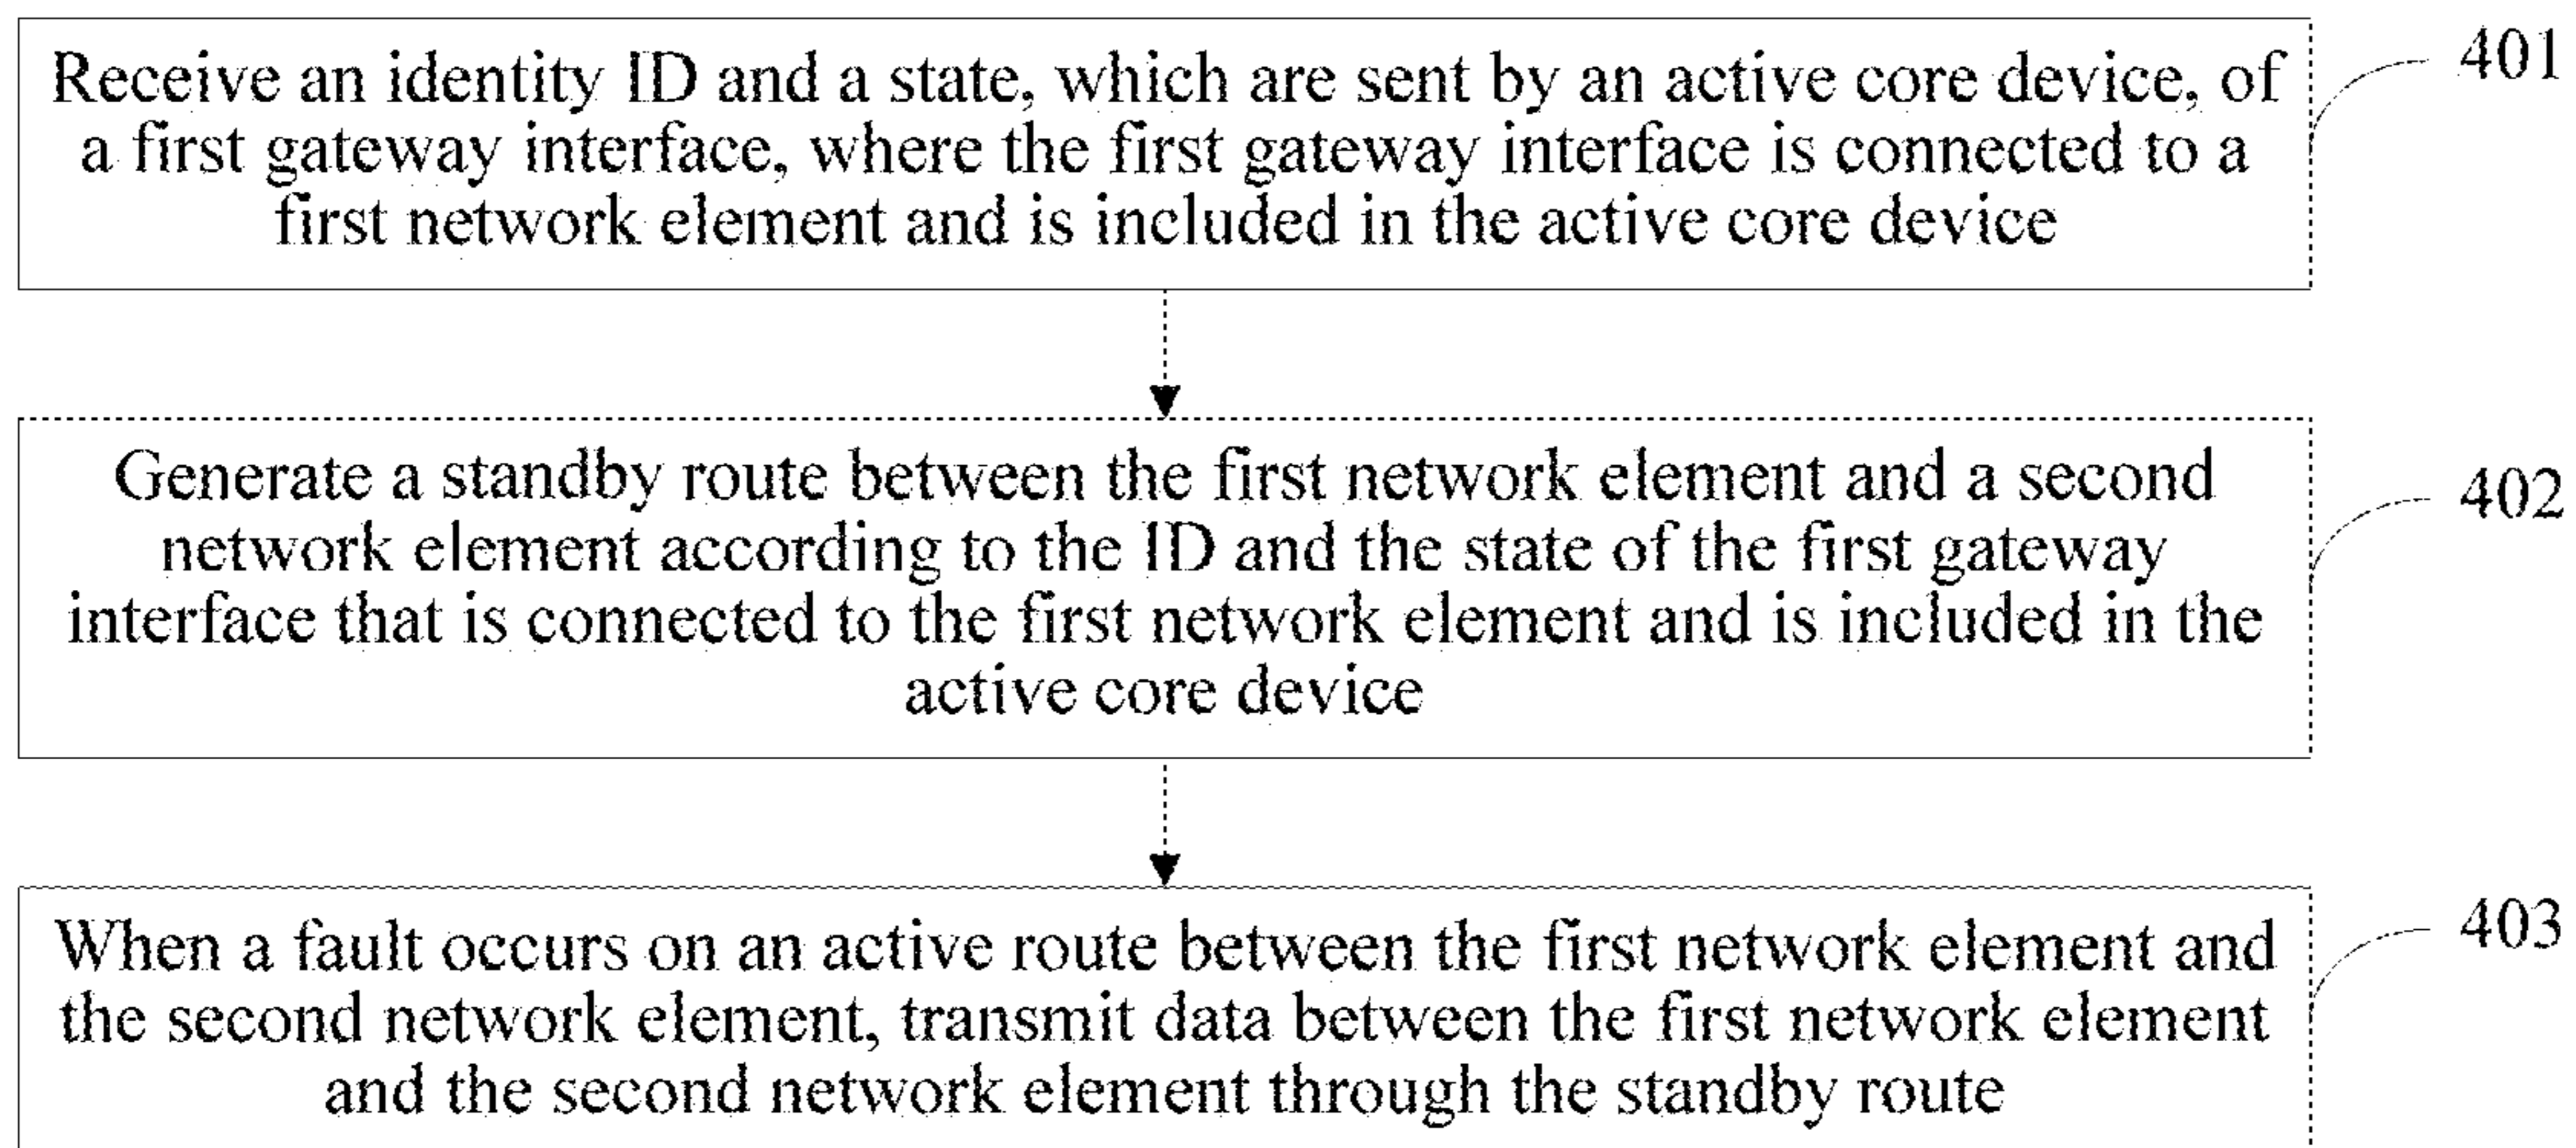 Receive an identity ID and a state, which are sent by an active core device, of
a first gateway interface, where the first gateway interface is connected to a
first network element and is included in the active core device
401
Generate a standby route between the first network element and a second
network element according to the ID and the state of the first gateway
interface that is connected to the first network element and is included in the
active core device
402
When a fault occurs on an active route between the first network element and
the second network element, transmit data between the first network element
and the second network element through the standby route
403